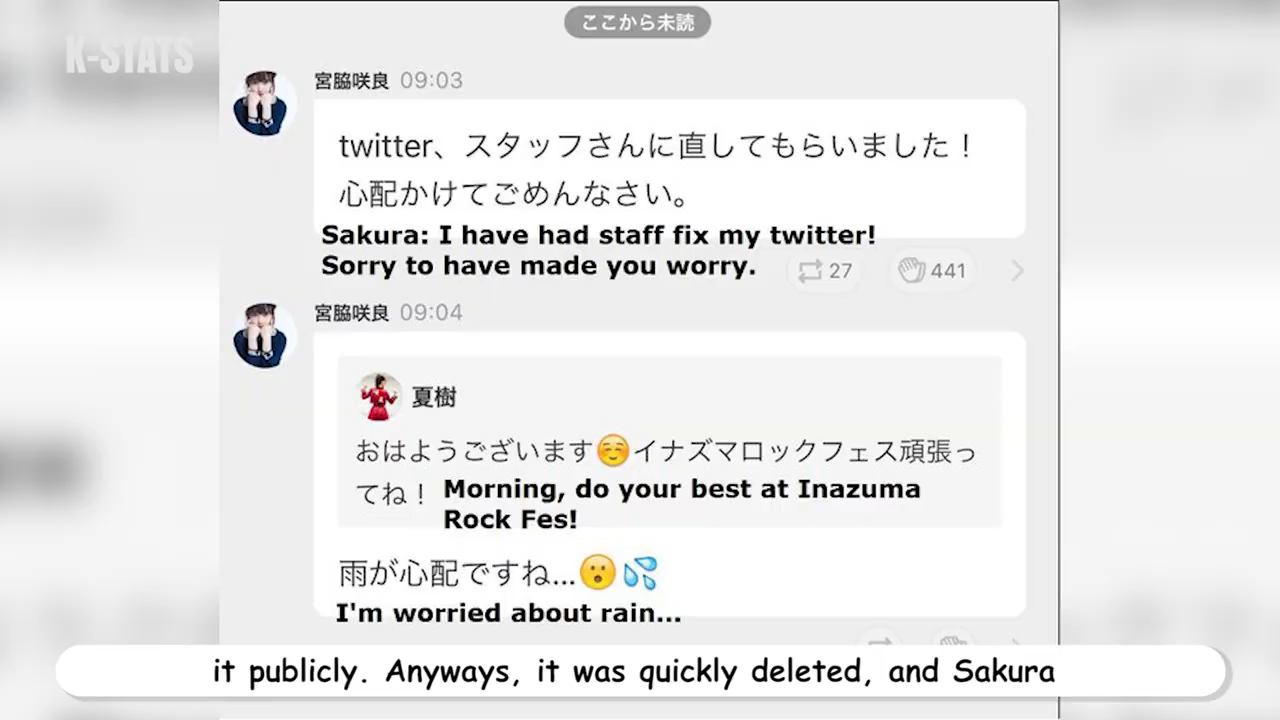 K-STATS
ここから未読
宮脇咲良 09:03
twitter、スタッフさんに直してもらいました！
心配かけてごめんなさい。
Sakura: I have had staff fix my twitter!
Sorry to have made you worry.
27 441
宮脇咲良 09:04
夏樹
おはようございます☺️イナズマロックフェス頑張っ
てね！
Morning, do your best at Inazuma
Rock Fes!
雨が心配ですね...😮💦
I'm worried about rain...
it publicly. Anyways, it was quickly deleted, and Sakura